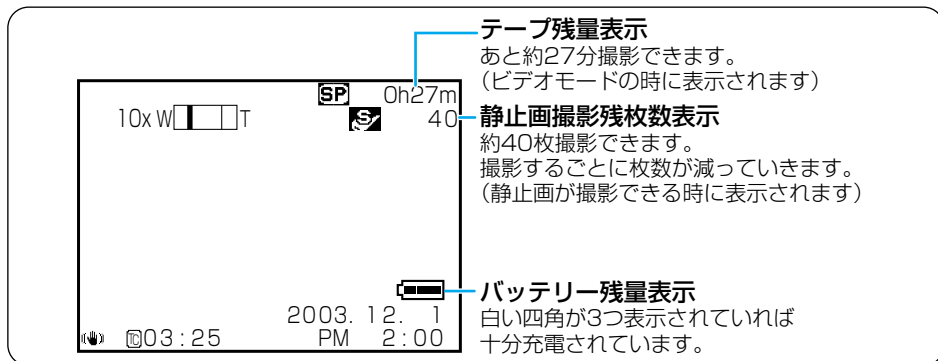 テープ残量表示
あと約27分撮影できます。
（ビデオモードの時に表示されます）
SP 0h27m
10x W T S 40
静止画撮影残枚数表示
約40枚撮影できます。
撮影するごとに枚数が減っていきます。
（静止画が撮影できる時に表示されます）
バッテリー残量表示
白い四角が3つ表示されていれば
十分充電されています。
2003. 12. 1
TC 03:25 PM 2:00